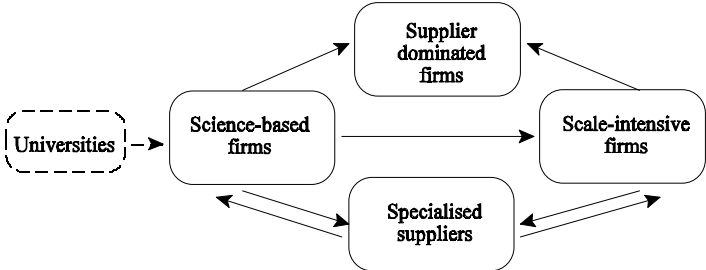 Supplier
dominated
firms
Universities
Science-based
firms
Scale-intensive
firms
Specialised
suppliers